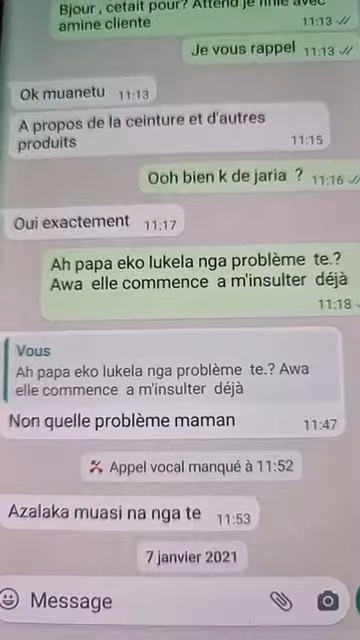 Bjour , cetait pour? Attend je finie avec
amine cliente 11:13
Je vous rappel 11:13
Ok muanetu 11:13
A propos de la ceinture et d'autres
produits 11:15
Ooh bien k de jaria ? 11:16
Oui exactement 11:17
Ah papa eko lukela nga problème te.?
Awa elle commence a m'insulter déjà
11:18
Vous
Ah papa eko lukela nga problème te.? Awa
elle commence a m'insulter déjà
Non quelle problème maman 11:47
Appel vocal manqué à 11:52
Azalaka muasi na nga te 11:53
7 janvier 2021
Message